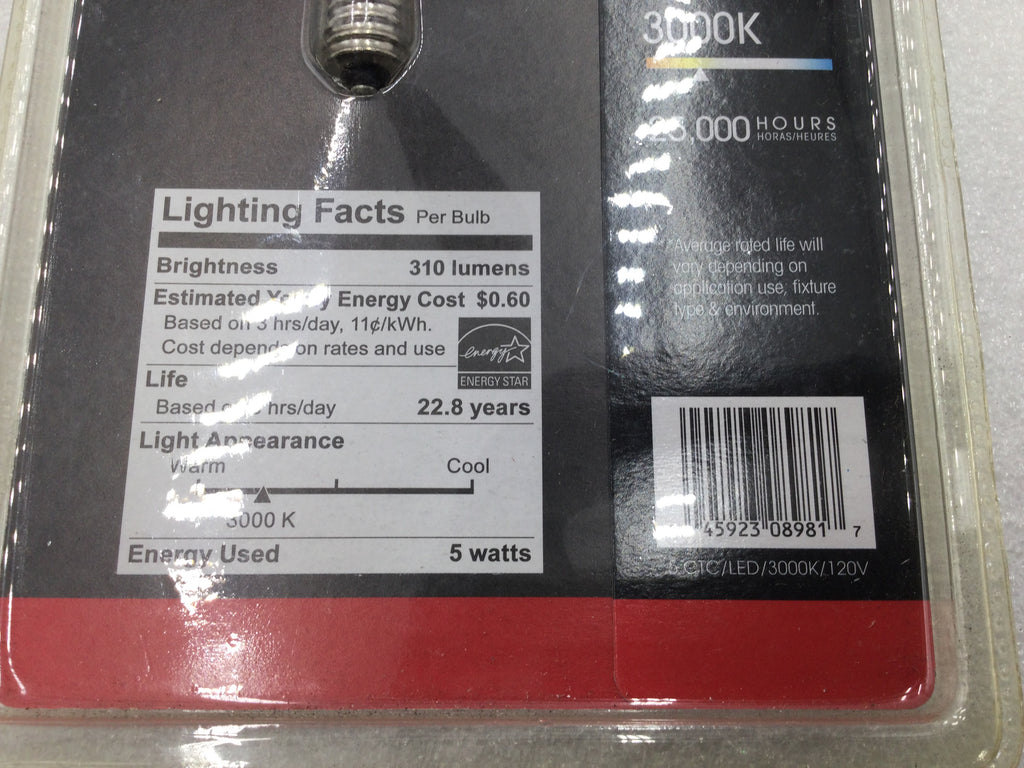 3000K
,000 HOURS
HORAS/HEURES
Lighting Facts Per Bulb
Brightness 310 lumens
Estimated Energy Cost $0.60
Based on 3 hrs/day, 11¢/kWh.
Cost depends on rates and use
energy
ENERGY STAR
Life
Based hrs/day 22.8 years
Light Appearance
Warm Cool
3000 K
Energy Used 5 watts
*Average rated life will
vary depending on
application use, fixture
type & environment.
45923 08981 7
CTC/LED/3000K/120V